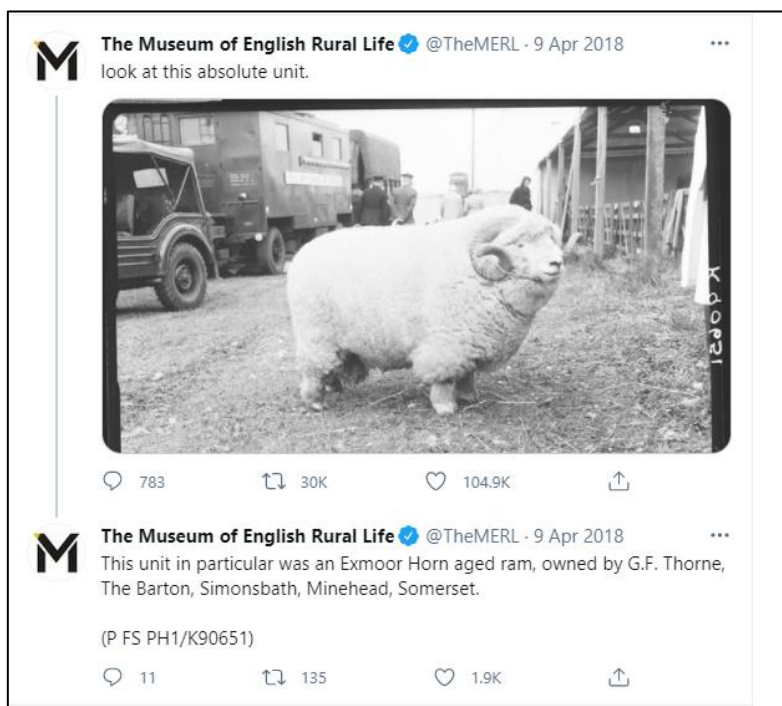 The Museum of English Rural Life @TheMERL · 9 Apr 2018
look at this absolute unit.
K90651
783 30K 104.9K
The Museum of English Rural Life @TheMERL · 9 Apr 2018
This unit in particular was an Exmoor Horn aged ram, owned by G.F. Thorne,
The Barton, Simonsbath, Minehead, Somerset.
(P FS PH1/K90651)
11 135 1.9K